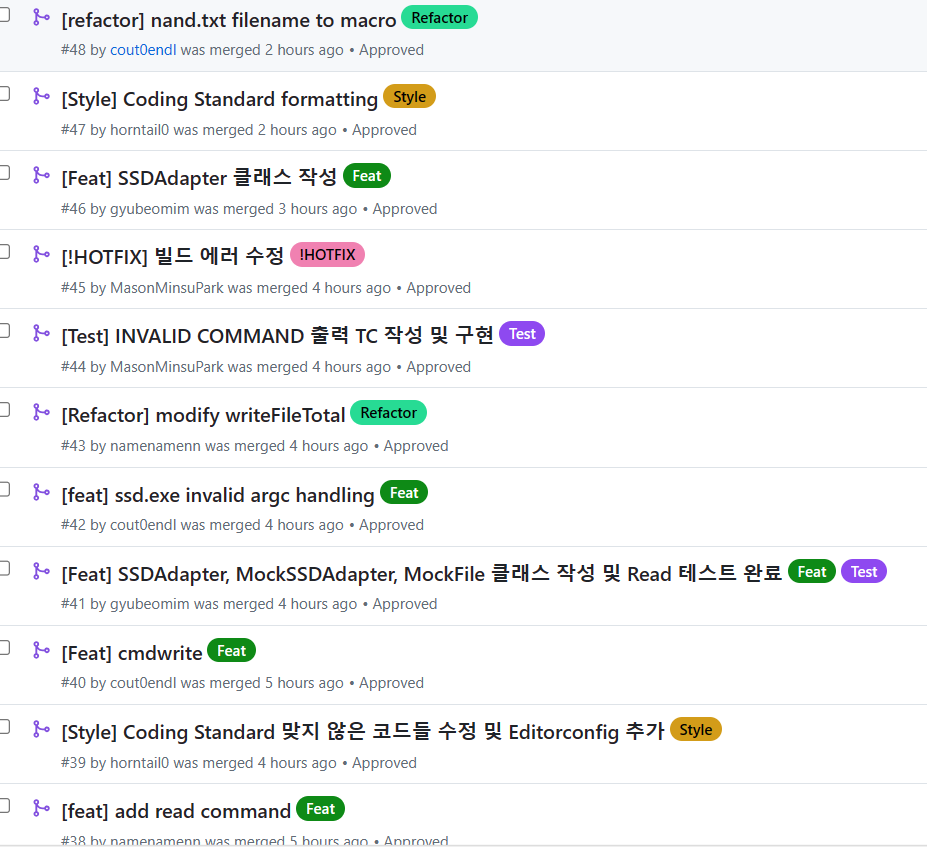 [refactor] nand.txt filename to macro Refactor
#48 by cout0endl was merged 2 hours ago • Approved
[Style] Coding Standard formatting Style
#47 by horntail0 was merged 2 hours ago • Approved
[Feat] SSDAdapter 클래스 작성 Feat
#46 by gyubeomim was merged 3 hours ago • Approved
[!HOTFIX] 빌드 에러 수정 !HOTFIX
#45 by MasonMinsuPark was merged 4 hours ago • Approved
[Test] INVALID COMMAND 출력 TC 작성 및 구현 Test
#44 by MasonMinsuPark was merged 4 hours ago • Approved
[Refactor] modify writeFileTotal Refactor
#43 by namenamenn was merged 4 hours ago • Approved
[feat] ssd.exe invalid argc handling Feat
#42 by cout0endl was merged 4 hours ago • Approved
[Feat] SSDAdapter, MockSSDAdapter, MockFile 클래스 작성 및 Read 테스트 완료 Feat Test
#41 by gyubeomim was merged 4 hours ago • Approved
[Feat] cmdwrite Feat
#40 by cout0endl was merged 5 hours ago • Approved
[Style] Coding Standard 맞지 않은 코드들 수정 및 Editorconfig 추가 Style
#39 by horntail0 was merged 4 hours ago • Approved
[feat] add read command Feat
#38 by namenamenn was merged 5 hours ago • Approved